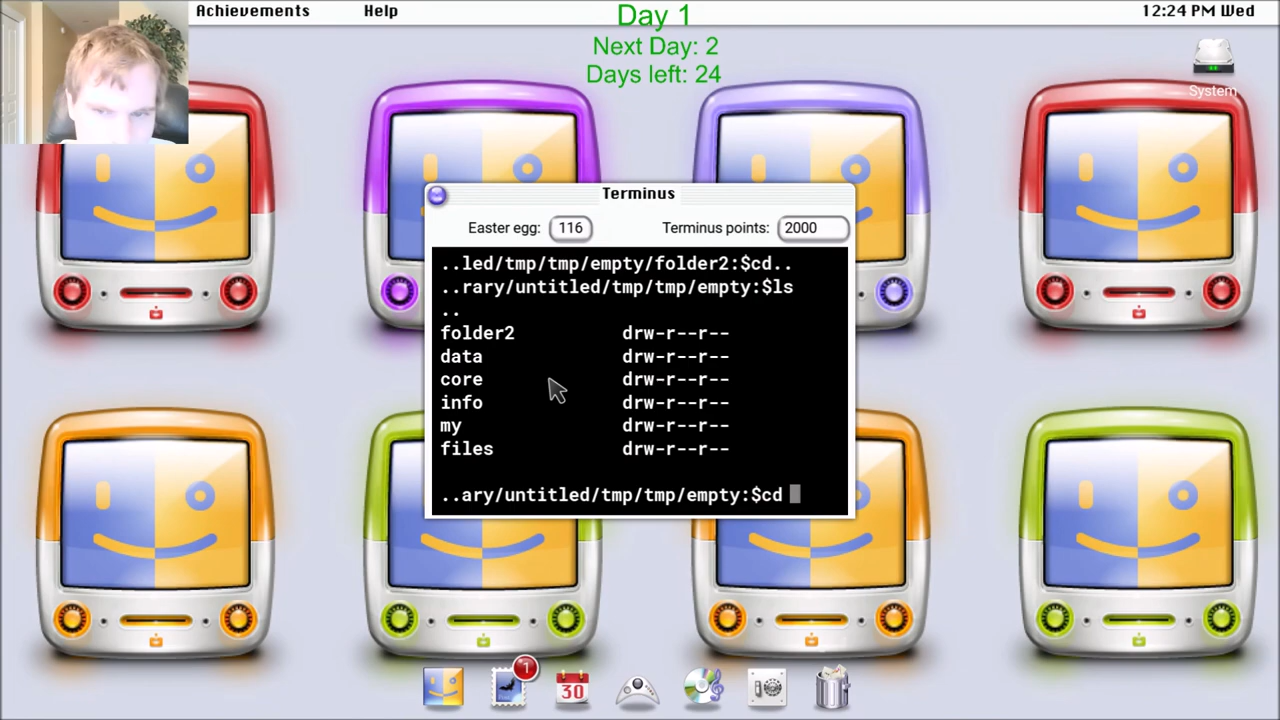 Achievements Help
12:24 PM Wed
Day 1
Next Day: 2
Days left: 24
System
Terminus
Easter egg: 116 Terminus points: 2000
..led/tmp/tmp/empty/folder2:$cd..
..rary/untitled/tmp/tmp/empty:$ls
..
folder2 drw-r--r--
data drw-r--r--
core drw-r--r--
info drw-r--r--
my drw-r--r--
files drw-r--r--
..ary/untitled/tmp/tmp/empty:$cd
1
30